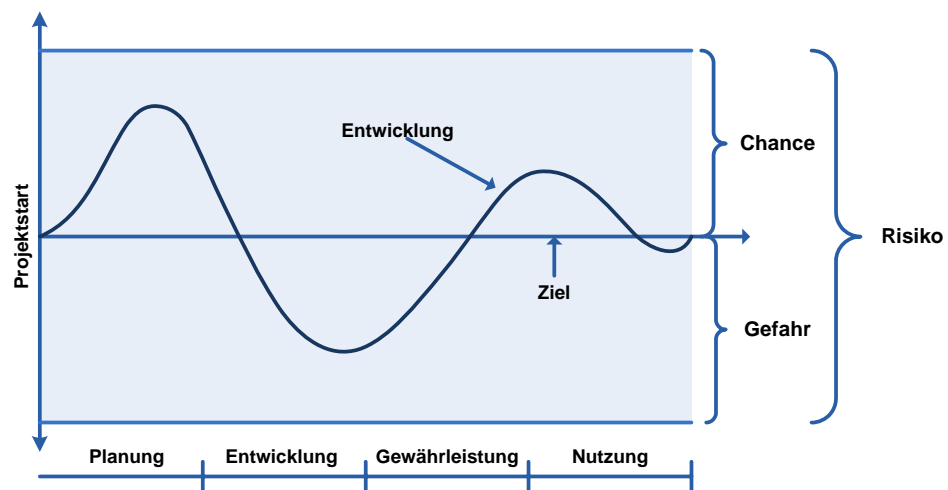 Projektstart
Entwicklung
Ziel
Chance
Gefahr
Risiko
Planung
Entwicklung
Gewährleistung
Nutzung